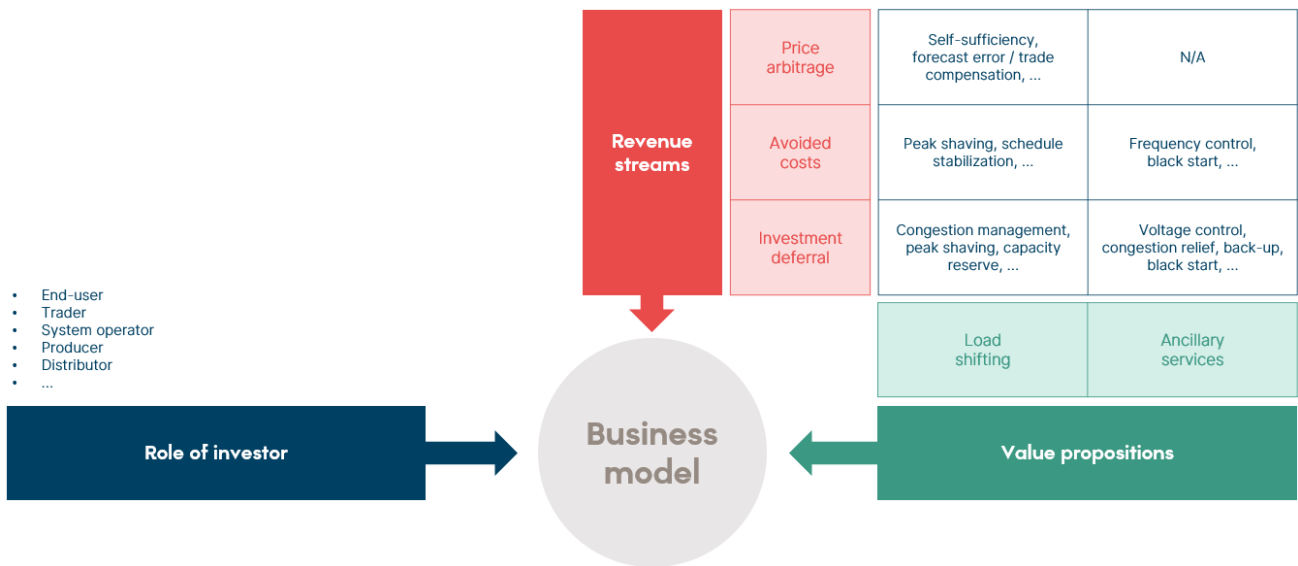 Revenue
streams
Price
arbitrage
Self-sufficiency,
forecast error / trade
compensation, ...
N/A
Avoided
costs
Peak shaving, schedule
stabilization, ...
Frequency control,
black start, ...
Investment
deferral
Congestion management,
peak shaving, capacity
reserve, ...
Voltage control,
congestion relief, back-up,
black start, ...
• End-user
• Trader
• System operator
• Producer
• Distributor
• ...
Load
shifting
Ancillary
services
Role of investor
Business
model
Value propositions